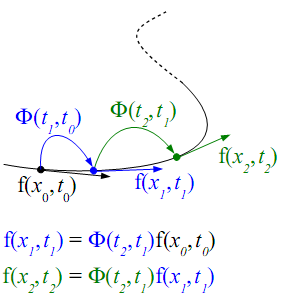 Φ(t₂,t₁)
Φ(t₁,t₀)
f(x₂,t₂)
f(x₀,t₀)
f(x₁,t₁)
f(x₁,t₁) = Φ(t₂,t₁)f(x₀,t₀)
f(x₂,t₂) = Φ(t₂,t₁)f(x₁,t₁)